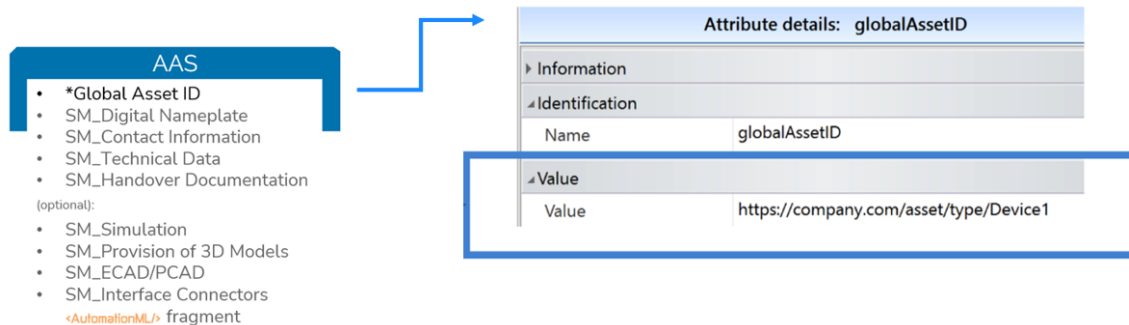 AAS
• *Global Asset ID
• SM_Digital Nameplate
• SM_Contact Information
• SM_Technical Data
• SM_Handover Documentation
(optional):
• SM_Simulation
• SM_Provision of 3D Models
• SM_ECAD/PCAD
• SM_Interface Connectors
<AutomationML/> fragment
Attribute details: globalAssetID
Information
Identification
Name globalAssetID
Value
Value https://company.com/asset/type/Device1